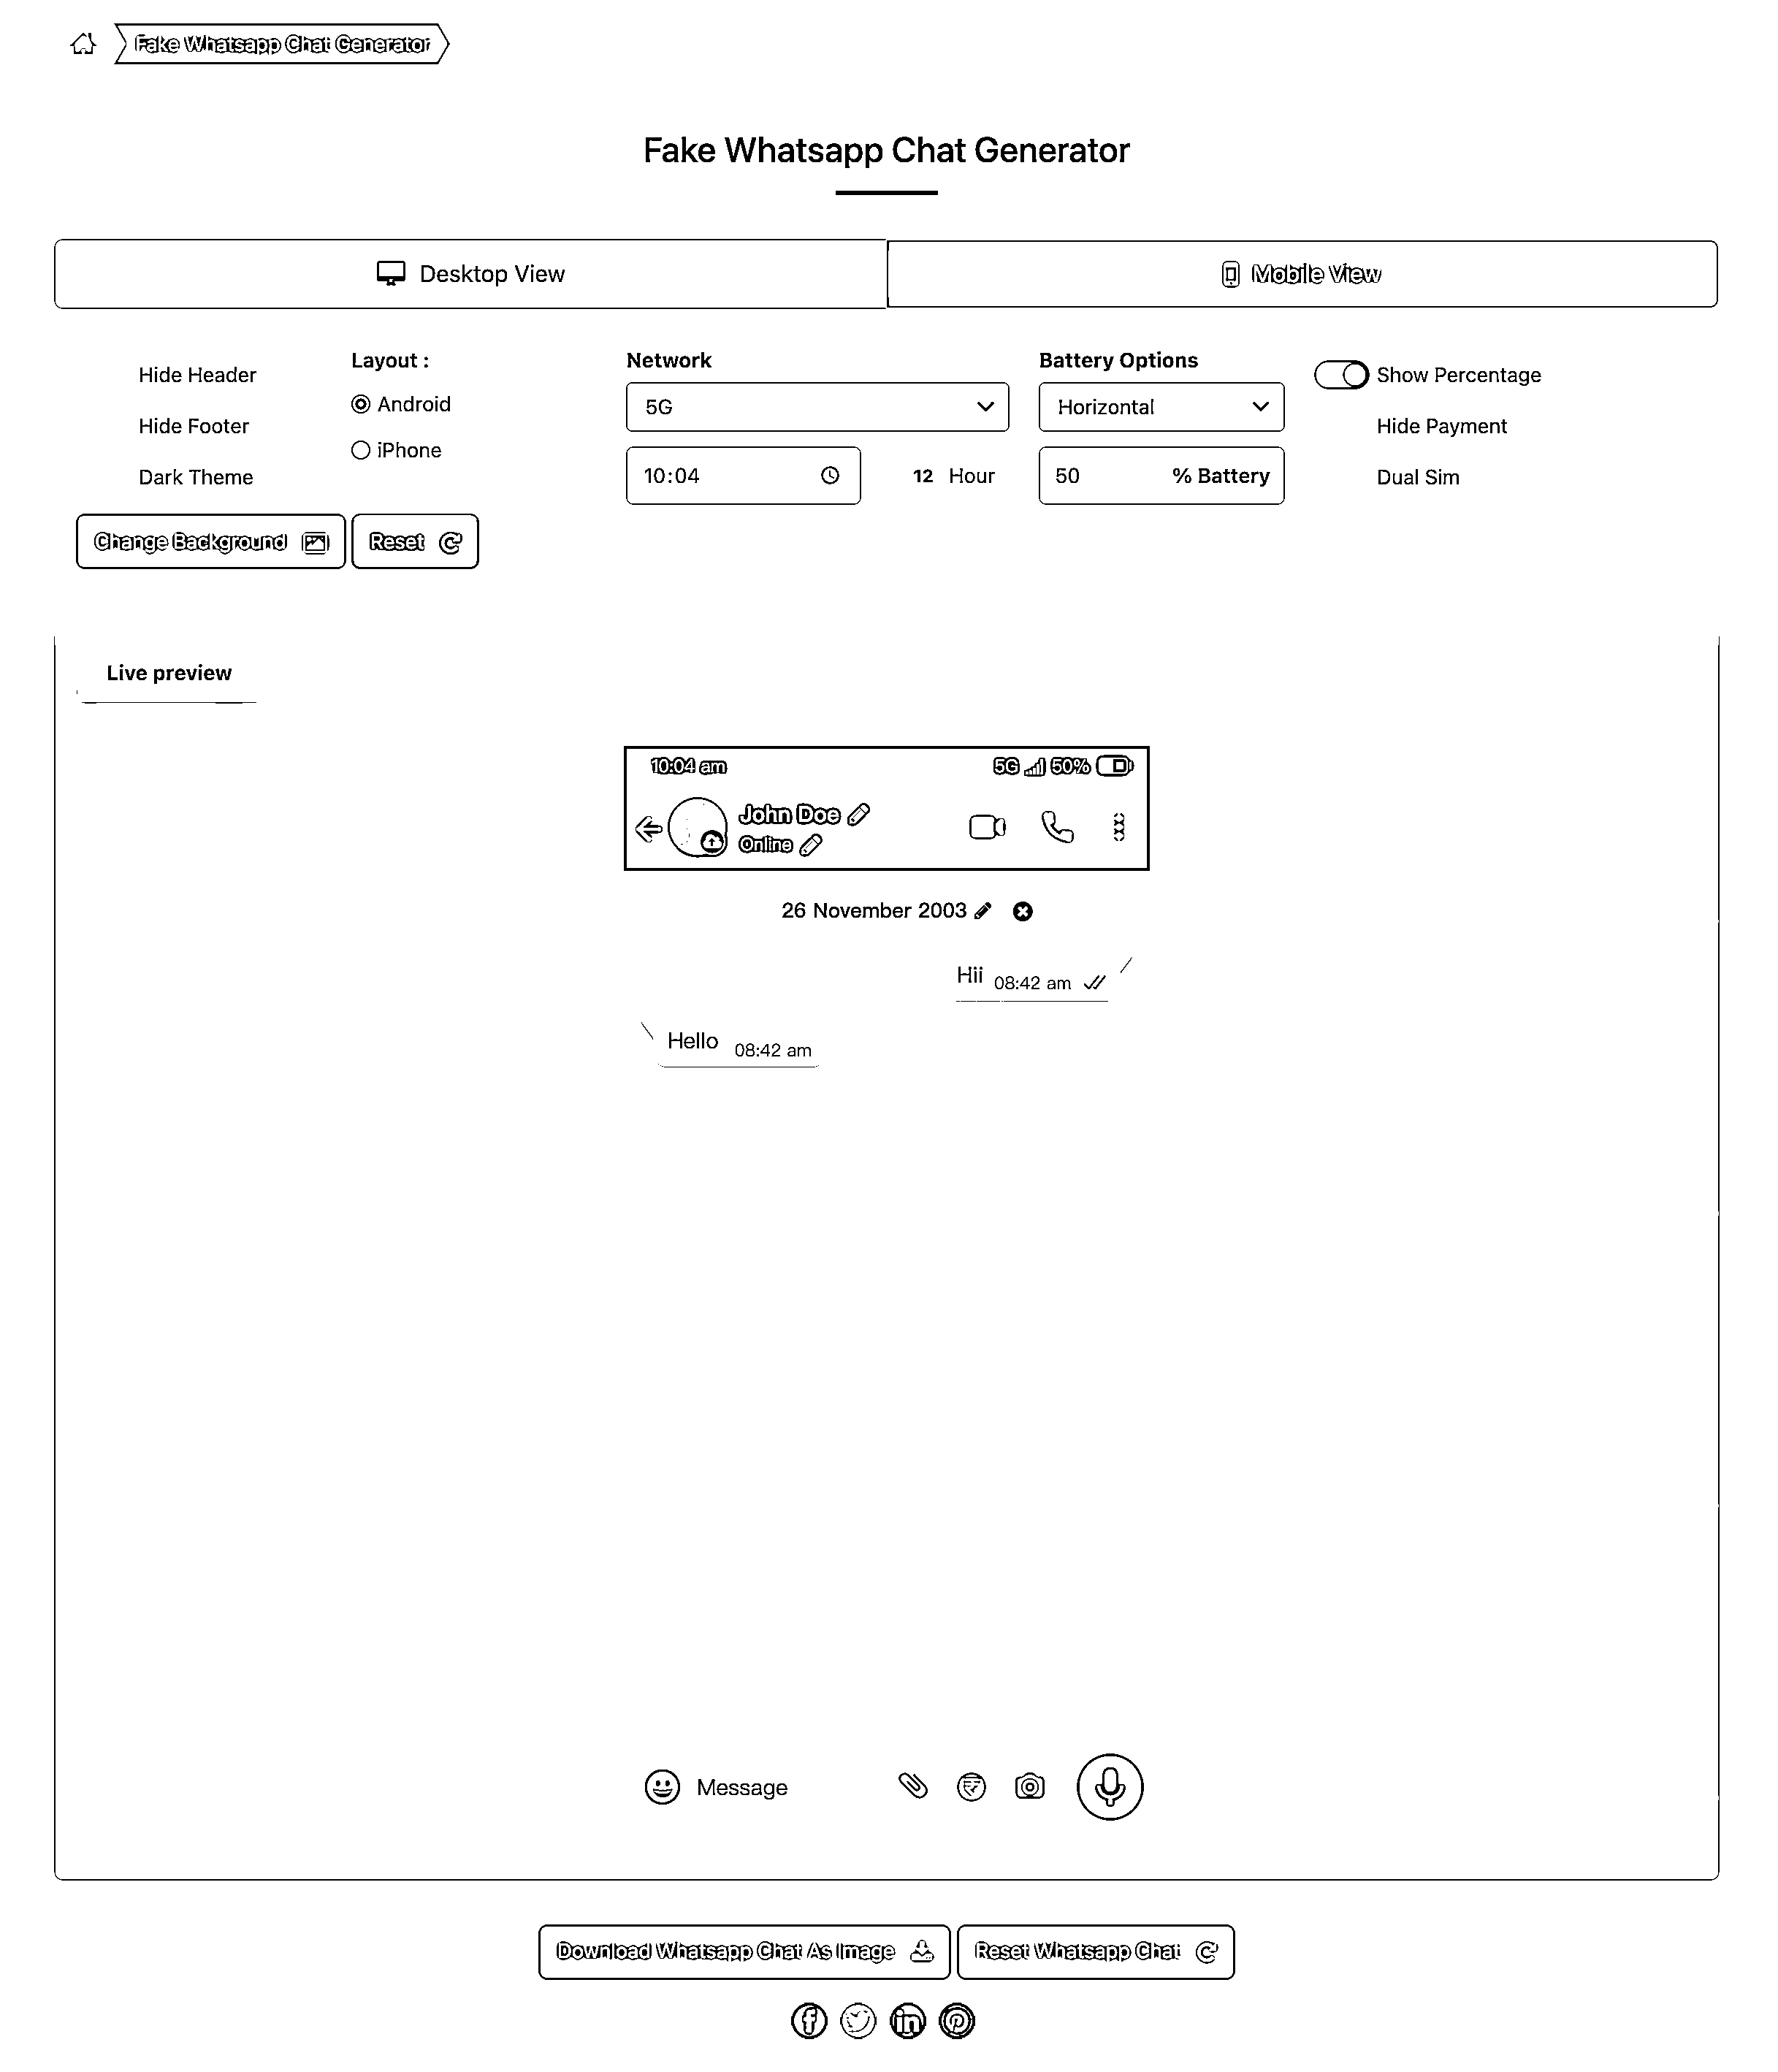 Fake Whatsapp Chat Generator
Fake Whatsapp Chat Generator
Desktop View
Mobile View
Hide Header
Hide Footer
Dark Theme
Layout :
Android
iPhone
Network
5G
10:04
12 Hour
Battery Options
Horizontal
50 % Battery
Show Percentage
Hide Payment
Dual Sim
Change Background
Reset
Live preview
10:04 am
5G 50%
John Doe
Online
26 November 2003
Hii 08:42 am
Hello 08:42 am
Message
Download Whatsapp Chat As Image
Reset Whatsapp Chat